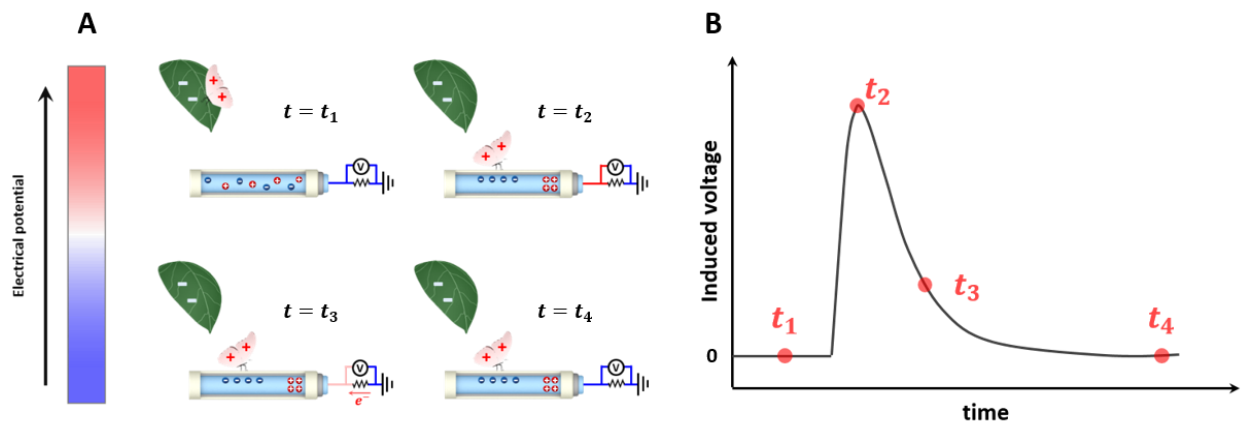 A
B
Electrical potential
t = t₁
V
t = t₂
V
t = t₃
V
e⁻
t = t₄
V
Induced voltage
t₂
t₃
t₁
t₄
0
time